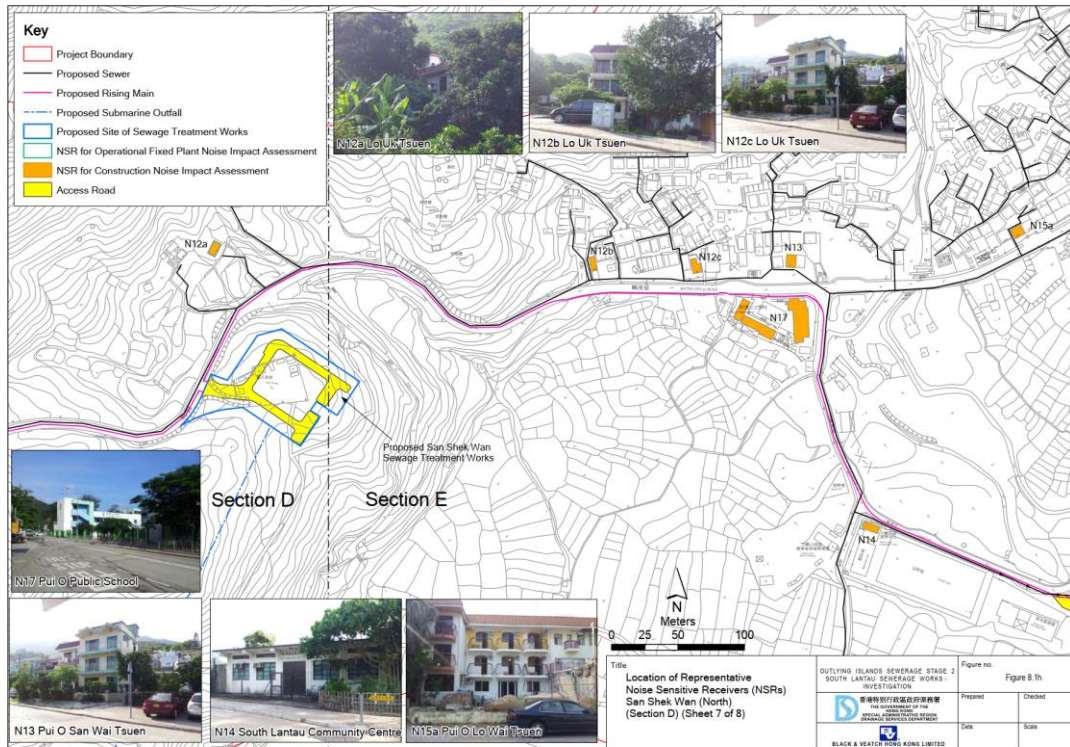 Key
Project Boundary
Proposed Sewer
Proposed Rising Main
Proposed Submarine Outfall
Proposed Site of Sewage Treatment Works
NSR for Operational Fixed Plant Noise Impact Assessment
NSR for Construction Noise Impact Assessment
Access Road
N12a Lo Uk Tsuen
N12b Lo Uk Tsuen
N12c Lo Uk Tsuen
N12a
N12b
N12c
N13
N15a
N17
Proposed San Shek Wan
Sewage Treatment Works
Section D
Section E
N14
N17 Pui O Public School
N13 Pui O San Wai Tsuen
N14 South Lantau Community Centre
N15a Pui O Lo Wai Tsuen
N
Meters
0 25 50 100
Title
Location of Representative
Noise Sensitive Receivers (NSRs)
San Shek Wan (North)
(Section D) (Sheet 7 of 8)
OUTLYING ISLANDS SEWERAGE STAGE 2
SOUTH LANTAU SEWERAGE WORKS -
INVESTIGATION
香港特別行政區政府渠務署
THE GOVERNMENT OF THE
HONG KONG
SPECIAL ADMINISTRATIVE REGION
DRAINAGE SERVICES DEPARTMENT
BLACK & VEATCH HONG KONG LIMITED
Figure no.
Figure 8.1h
Prepared
Checked
Date
Scale